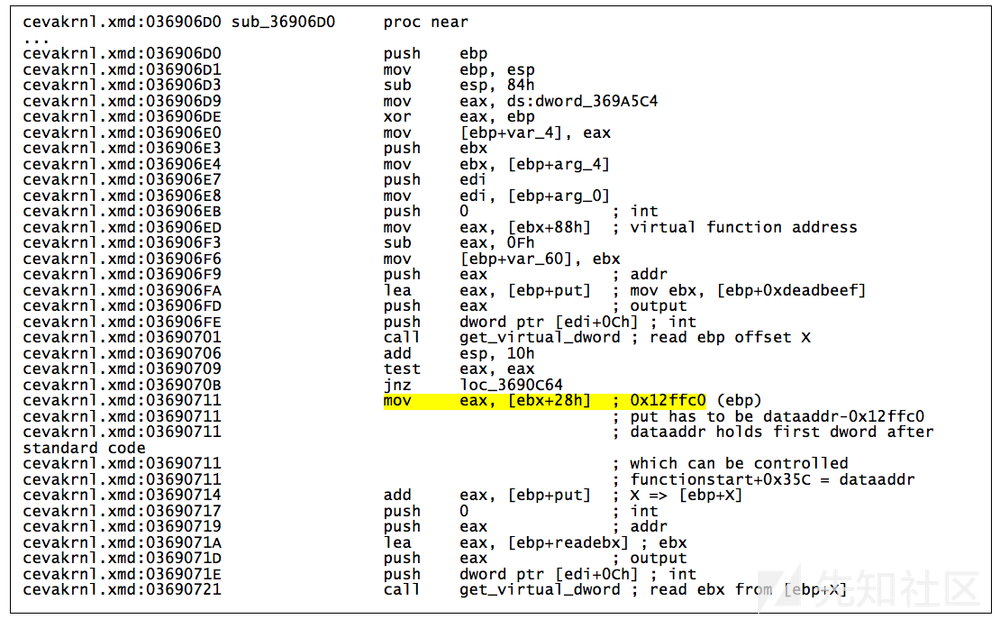 cevakrnl.xmd:036906D0 sub_36906D0 proc near
...
cevakrnl.xmd:036906D0 push ebp
cevakrnl.xmd:036906D1 mov ebp, esp
cevakrnl.xmd:036906D3 sub esp, 84h
cevakrnl.xmd:036906D9 mov eax, ds:dword_369A5C4
cevakrnl.xmd:036906DE xor eax, ebp
cevakrnl.xmd:036906E0 mov [ebp+var_4], eax
cevakrnl.xmd:036906E3 push ebx
cevakrnl.xmd:036906E4 mov ebx, [ebp+arg_4]
cevakrnl.xmd:036906E7 push edi
cevakrnl.xmd:036906E8 mov edi, [ebp+arg_0]
cevakrnl.xmd:036906EB push 0 ; int
cevakrnl.xmd:036906ED mov eax, [ebx+88h] ; virtual function address
cevakrnl.xmd:036906F3 sub eax, 0Fh
cevakrnl.xmd:036906F6 mov [ebp+var_60], ebx
cevakrnl.xmd:036906F9 push eax ; addr
cevakrnl.xmd:036906FA lea eax, [ebp+put] ; mov ebx, [ebp+0xdeadbeef]
cevakrnl.xmd:036906FD push eax ; output
cevakrnl.xmd:036906FE push dword ptr [edi+0Ch] ; int
cevakrnl.xmd:03690701 call get_virtual_dword ; read ebp offset X
cevakrnl.xmd:03690706 add esp, 10h
cevakrnl.xmd:03690709 test eax, eax
cevakrnl.xmd:0369070B jnz loc_3690C64
cevakrnl.xmd:03690711 mov eax, [ebx+28h] ; 0x12ffc0 (ebp)
cevakrnl.xmd:03690711 ; put has to be dataaddr-0x12ffc0
cevakrnl.xmd:03690711 ; dataaddr holds first dword after
standard code
cevakrnl.xmd:03690711 ; which can be controlled
cevakrnl.xmd:03690711 ; functionstart+0x35C = dataaddr
cevakrnl.xmd:03690714 add eax, [ebp+put] ; X => [ebp+X]
cevakrnl.xmd:03690717 push 0 ; int
cevakrnl.xmd:03690719 push eax ; addr
cevakrnl.xmd:0369071A lea eax, [ebp+readebx] ; ebx
cevakrnl.xmd:0369071D push eax ; output
cevakrnl.xmd:0369071E push dword ptr [edi+0Ch] ; int
cevakrnl.xmd:03690721 call get_virtual_dword ; read ebx from [ebp+X]
先知社区